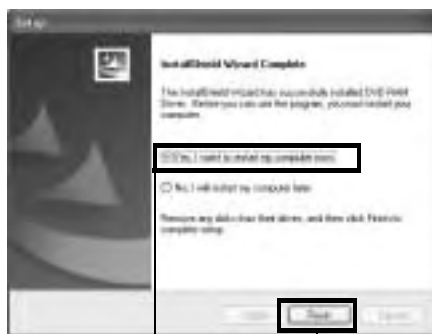 Setup
InstallShield Wizard Complete
The InstallShield Wizard has successfully installed DVD-RAM
Driver. Before you can use the program, you must restart your
computer.
Yes, I want to restart my computer now.
No, I will restart my computer later.
Remove any disks from their drives, and then click Finish to
complete setup.
Finish